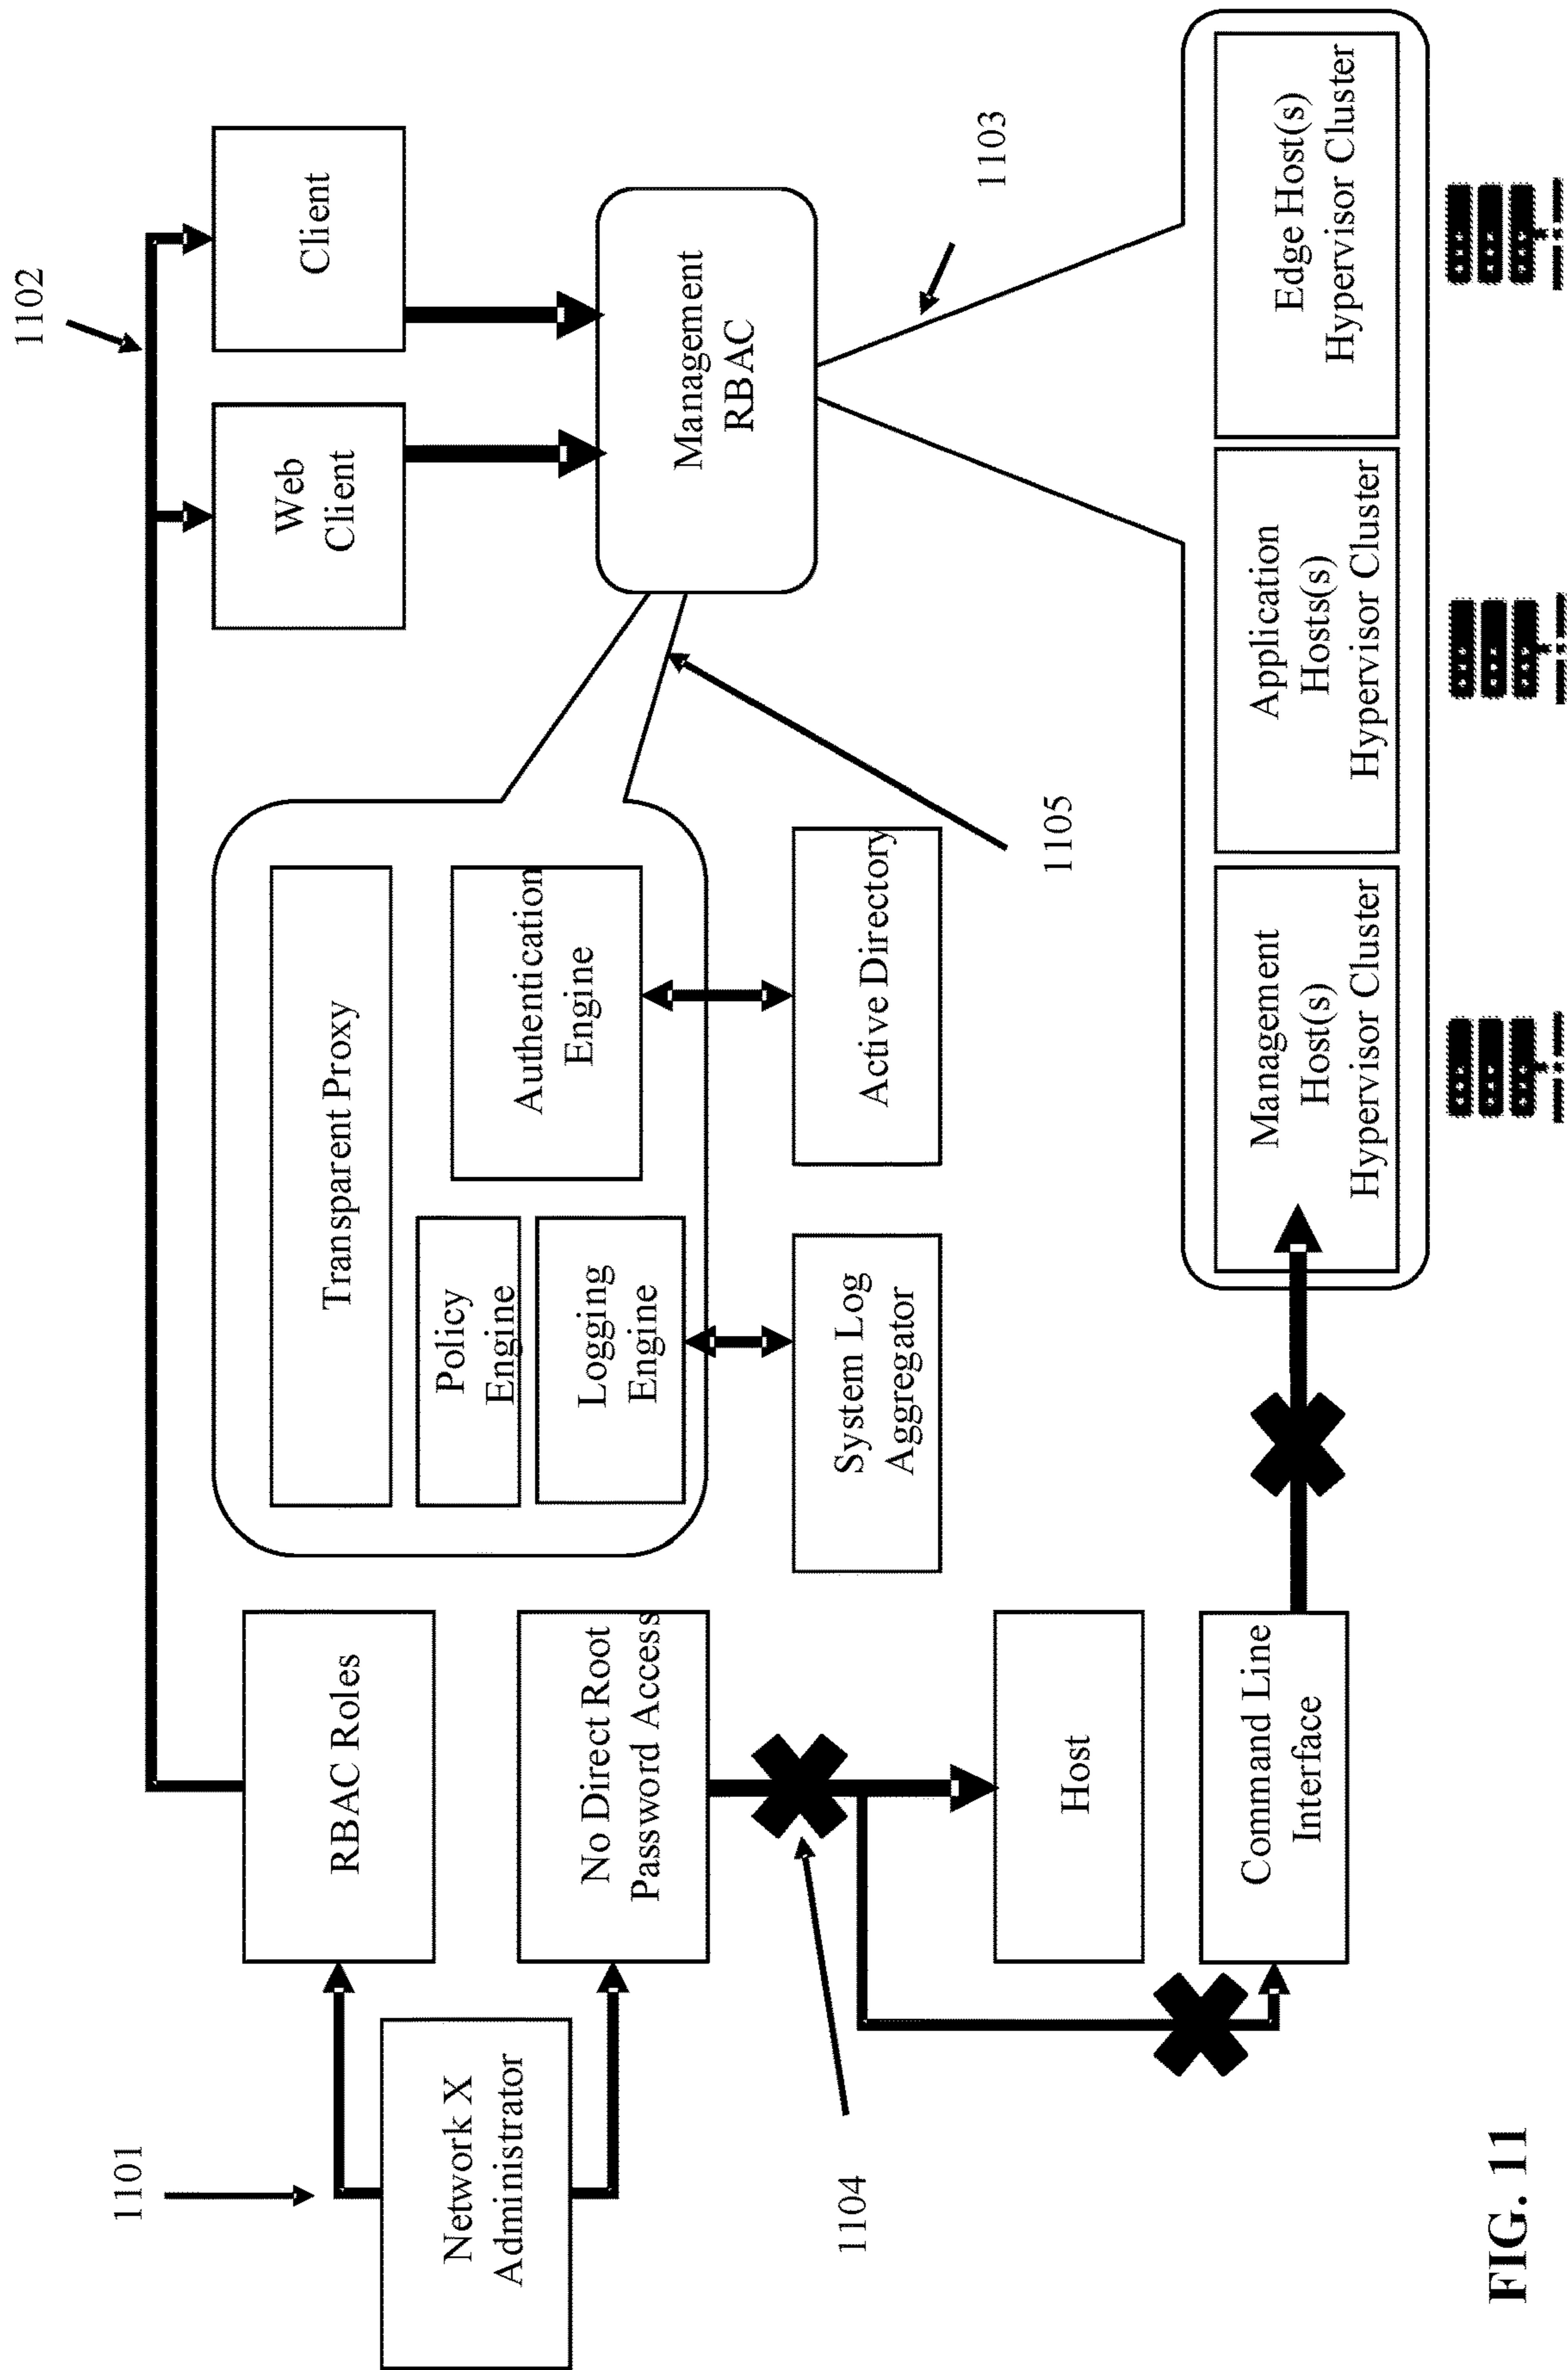 1101
1102
Network X
Administrator
RBAC Roles
No Direct Root
Password Access
1104
Transparent Proxy
Policy
Engine
Logging
Engine
Authentication
Engine
System Log
Aggregator
Active Directory
1105
Web
Client
Client
Management
RBAC
1103
Host
Command Line
Interface
Management
Host(s)
Hypervisor Cluster
Application
Hosts(s)
Hypervisor Cluster
Edge Host(s)
Hypervisor Cluster
FIG. 11